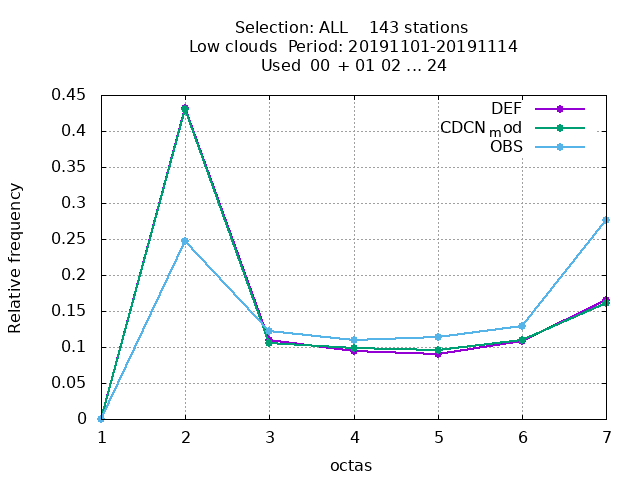 Selection: ALL    143 stations
Low clouds  Period: 20191101-20191114
Used  00  + 01 02 ... 24
DEF
CDCN_mod
OBS
Relative frequency
0.45
0.4
0.35
0.3
0.25
0.2
0.15
0.1
0.05
0
1 2 3 4 5 6 7
octas